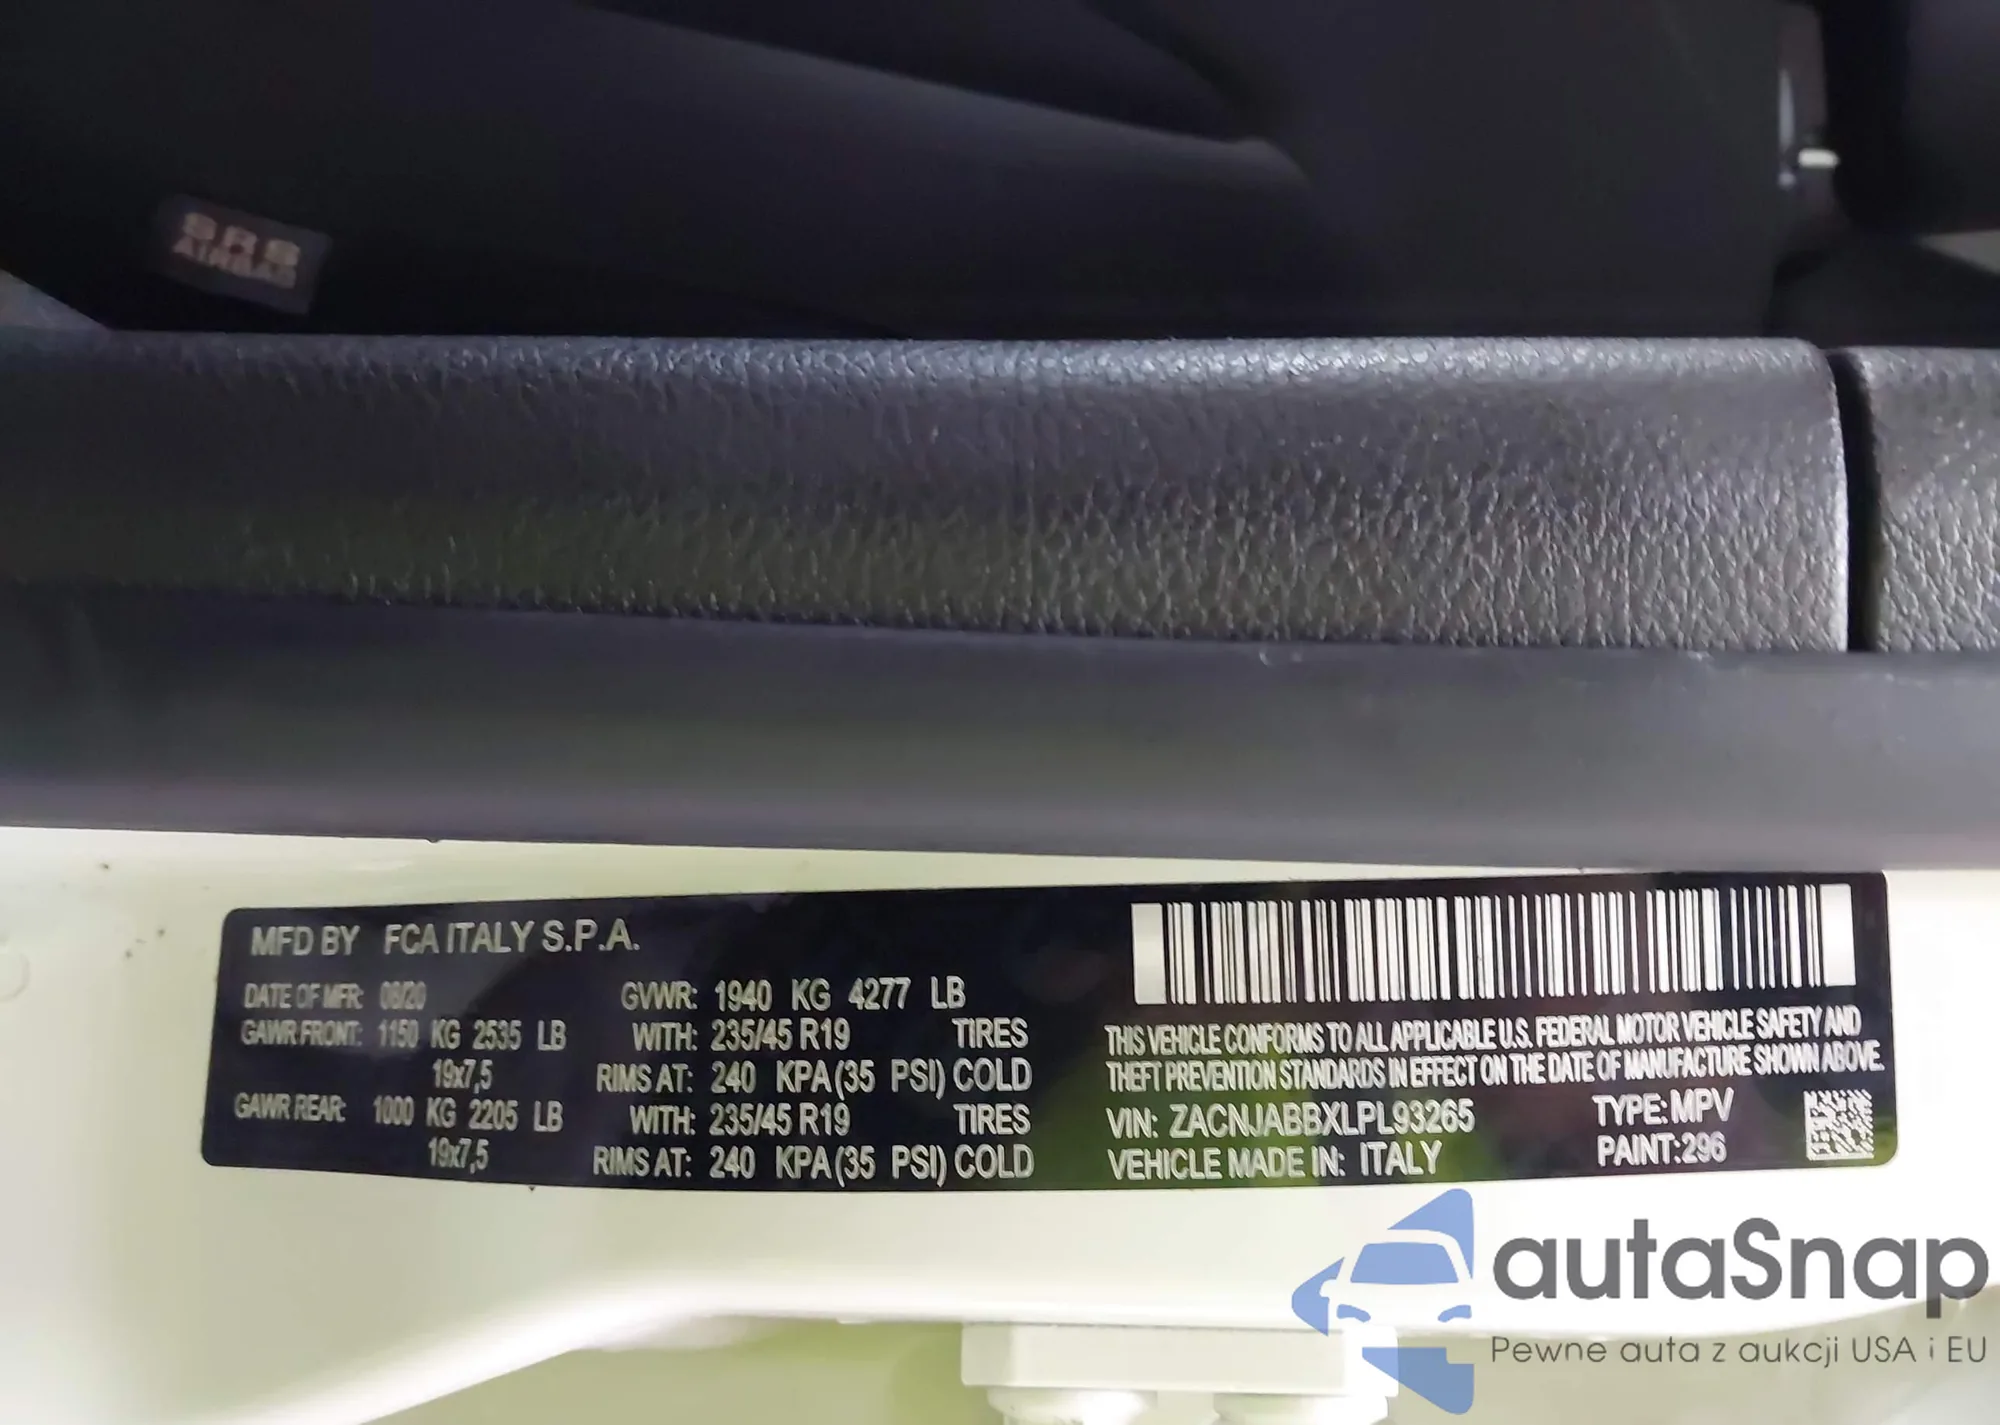 SRS
AIRBAG
MFD BY FCA ITALY S.P.A.
DATE OF MFR: 08/20 GVWR: 1940 KG 4277 LB
GAWR FRONT: 1150 KG 2535 LB WITH: 235/45 R19 TIRES
19x7,5 RIMS AT: 240 KPA (35 PSI) COLD
GAWR REAR: 1000 KG 2205 LB WITH: 235/45 R19 TIRES
19x7,5 RIMS AT: 240 KPA (35 PSI) COLD
THIS VEHICLE CONFORMS TO ALL APPLICABLE U.S. FEDERAL MOTOR VEHICLE SAFETY AND
THEFT PREVENTION STANDARDS IN EFFECT ON THE DATE OF MANUFACTURE SHOWN ABOVE.
VIN: ZACNJABBXLPL93265 TYPE: MPV
VEHICLE MADE IN: ITALY PAINT: 296
autaSnap
Pewne auta z aukcji USA i EU